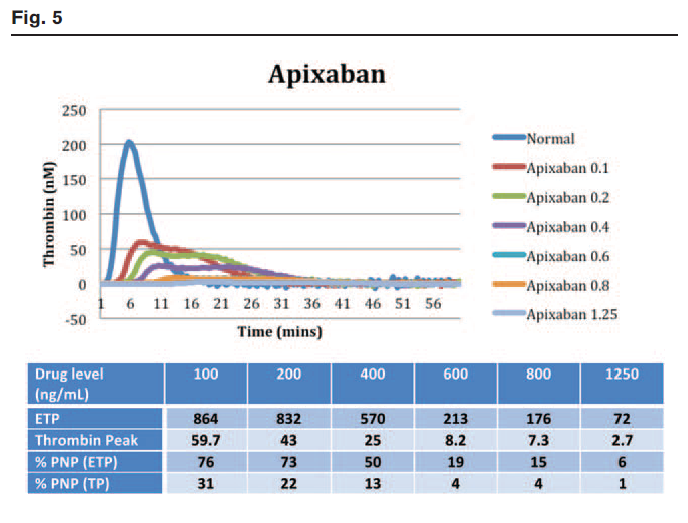 Fig. 5
Apixaban
250
200
150
100
50
0
-50
Thrombin (nM)
1 6 11 16 21 26 31 36 41 46 51 56
Time (mins)
Normal
Apixaban 0.1
Apixaban 0.2
Apixaban 0.4
Apixaban 0.6
Apixaban 0.8
Apixaban 1.25
Drug level (ng/mL) 100 200 400 600 800 1250
ETP 864 832 570 213 176 72
Thrombin Peak 59.7 43 25 8.2 7.3 2.7
% PNP (ETP) 76 73 50 19 15 6
% PNP (TP) 31 22 13 4 4 1